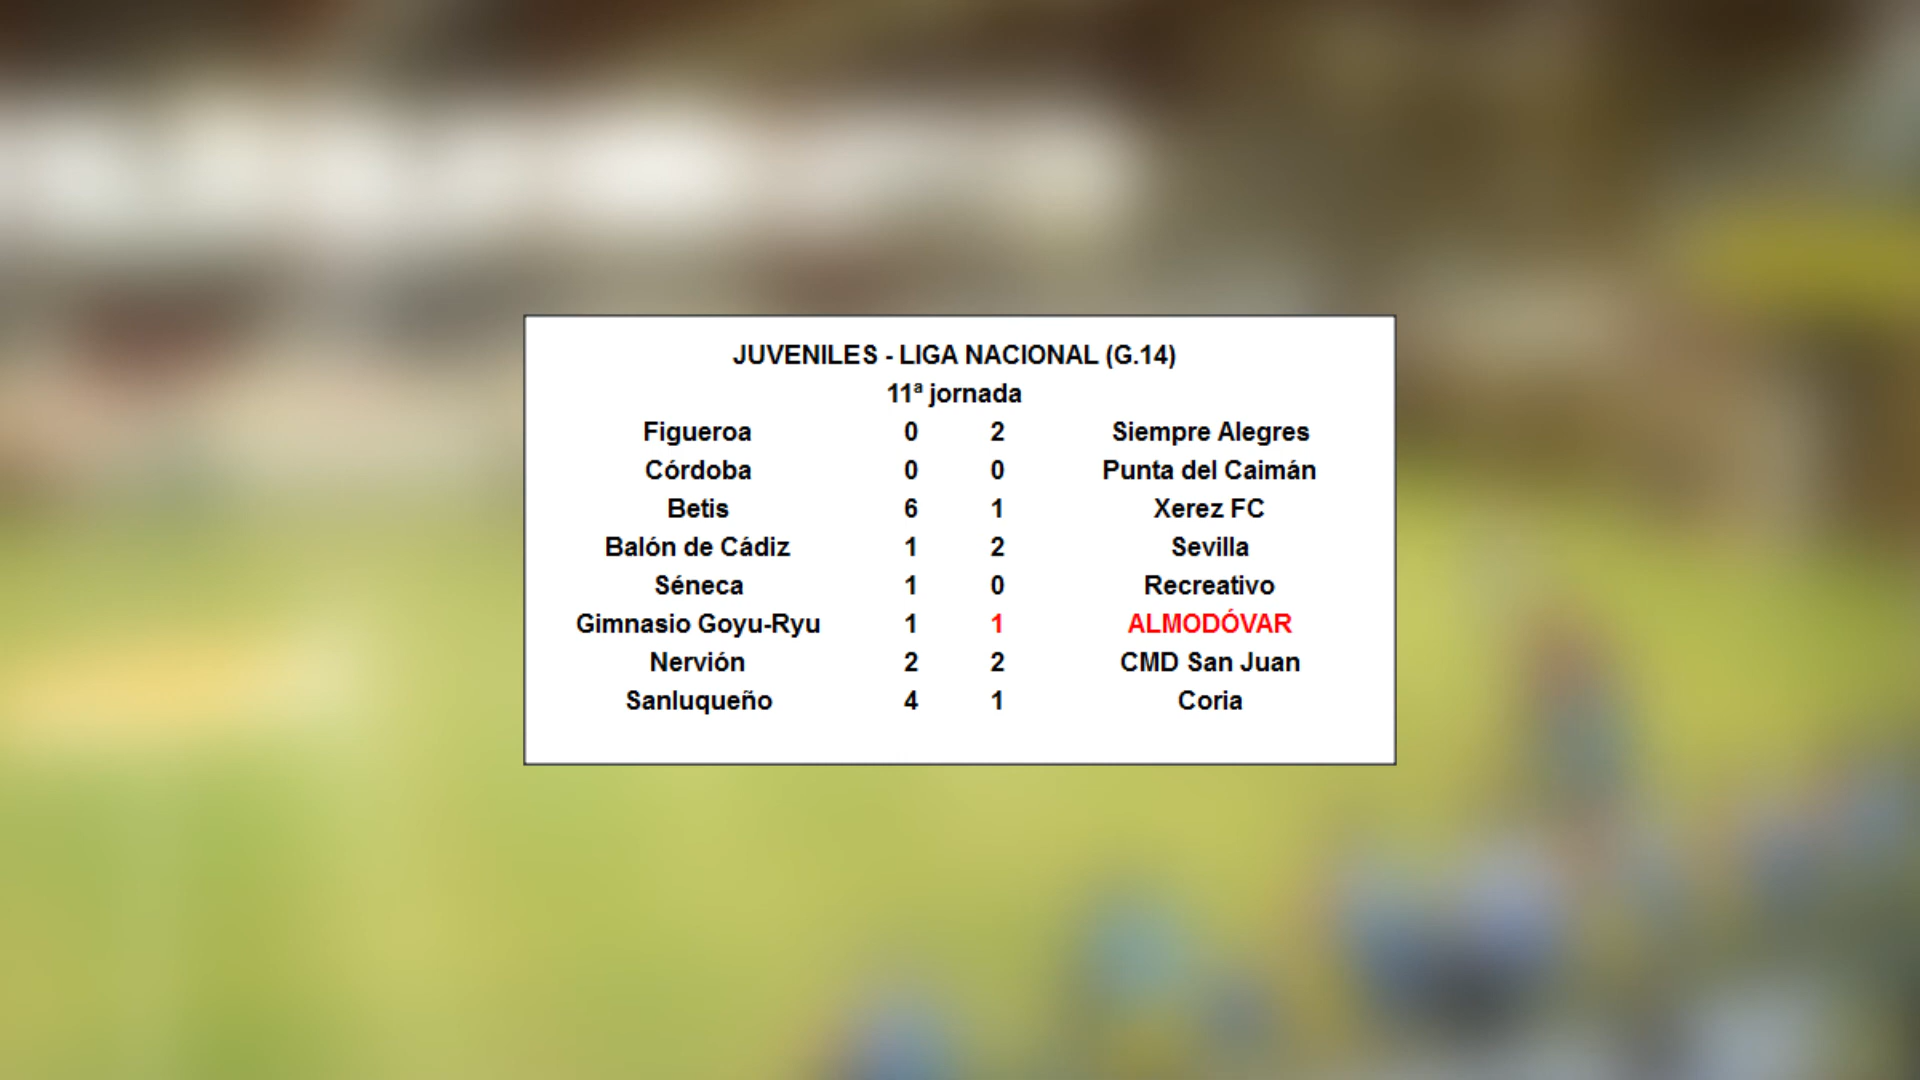 JUVENILES - LIGA NACIONAL (G.14)
11ª jornada
Figueroa 0 2 Siempre Alegres
Córdoba 0 0 Punta del Caimán
Betis 6 1 Xerez FC
Balón de Cádiz 1 2 Sevilla
Séneca 1 0 Recreativo
Gimnasio Goyu-Ryu 1 1 ALMODÓVAR
Nervión 2 2 CMD San Juan
Sanluqueño 4 1 Coria